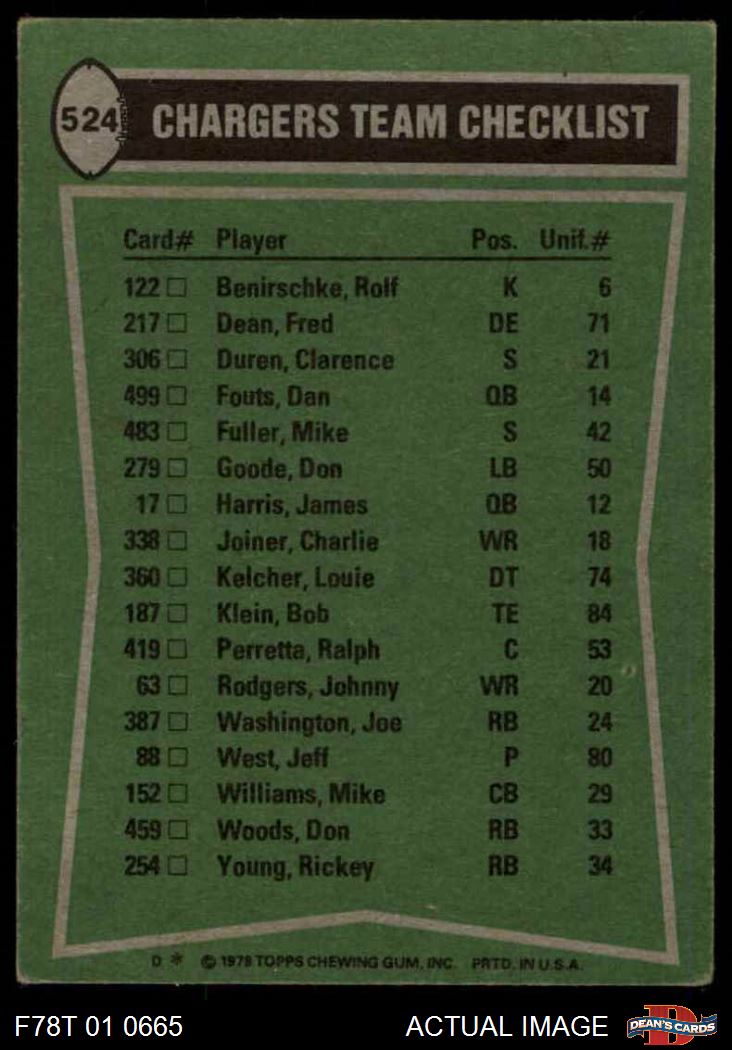 524
CHARGERS TEAM CHECKLIST
Card# Player Pos. Unif.#
122 Benirschke, Rolf K 6
217 Dean, Fred DE 71
306 Duren, Clarence S 21
499 Fouts, Dan QB 14
483 Fuller, Mike S 42
279 Goode, Don LB 50
17 Harris, James QB 12
338 Joiner, Charlie WR 18
360 Kelcher, Louie DT 74
187 Klein, Bob TE 84
419 Perretta, Ralph C 53
63 Rodgers, Johnny WR 20
387 Washington, Joe RB 24
88 West, Jeff P 80
152 Williams, Mike CB 29
459 Woods, Don RB 33
254 Young, Rickey RB 34
D * © 1978 TOPPS CHEWING GUM, INC. PRTD. IN U.S.A.
F78T 01 0665 ACTUAL IMAGE
D
DEAN'S CARDS